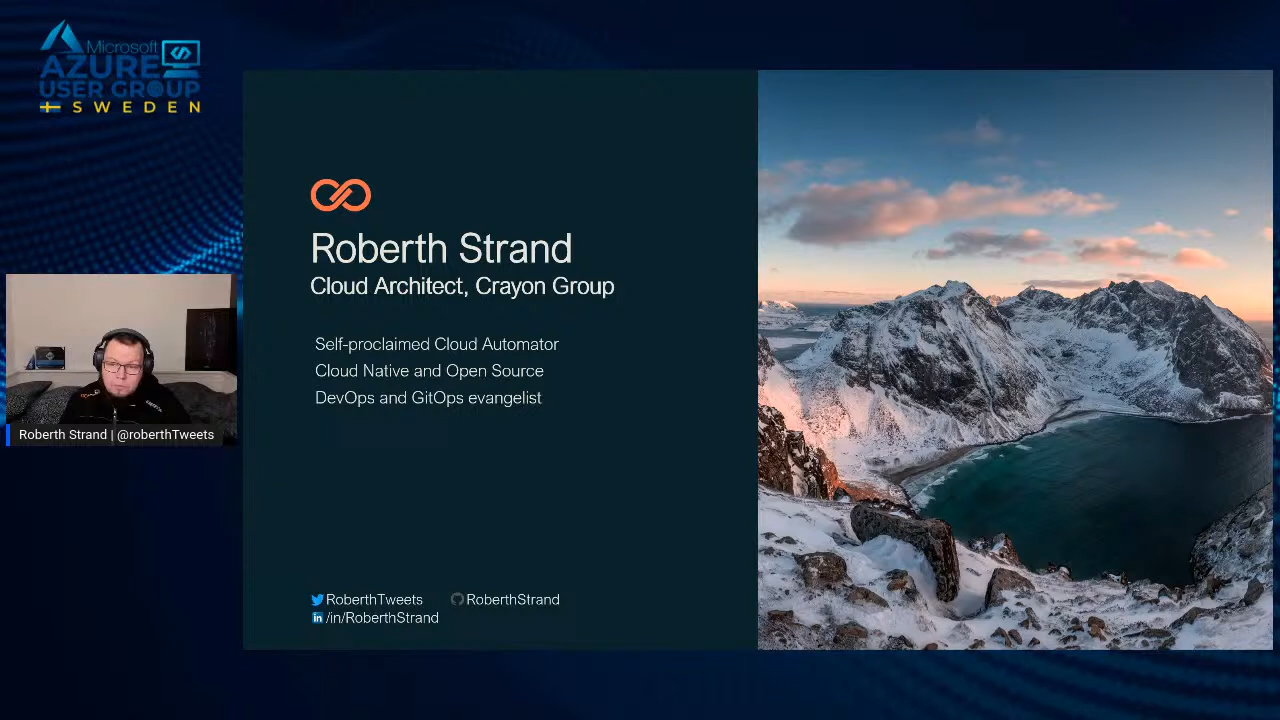 Microsoft
AZURE
USER GROUP
SWEDEN
Roberth Strand
Cloud Architect, Crayon Group
Self-proclaimed Cloud Automator
Cloud Native and Open Source
DevOps and GitOps evangelist
Roberth Strand | @roberthTweets
RoberthTweets RoberthStrand
/in/RoberthStrand